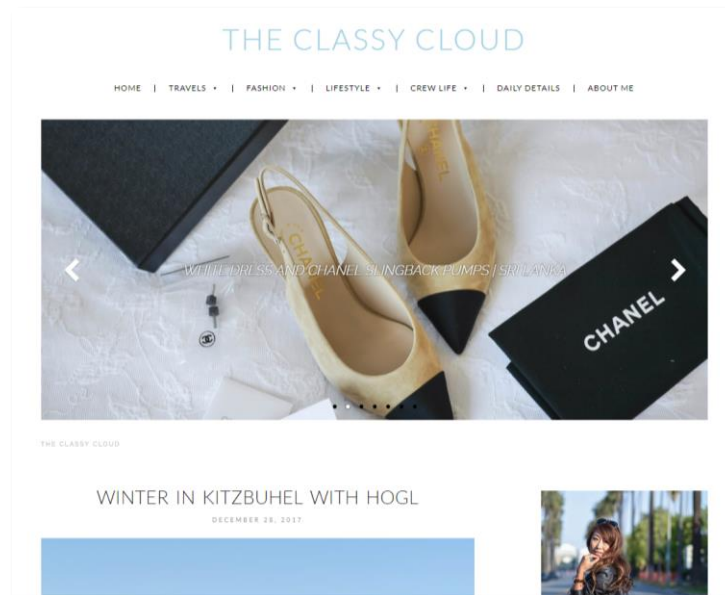 THE CLASSY CLOUD
HOME | TRAVELS ▾ | FASHION ▾ | LIFESTYLE ▾ | CREW LIFE ▾ | DAILY DETAILS | ABOUT ME
CHANEL
CHANEL
WHITE DRESS AND CHANEL SLINGBACK PUMPS | SRI LANKA
CHANEL
THE CLASSY CLOUD
WINTER IN KITZBUHEL WITH HOGL
DECEMBER 28, 2017